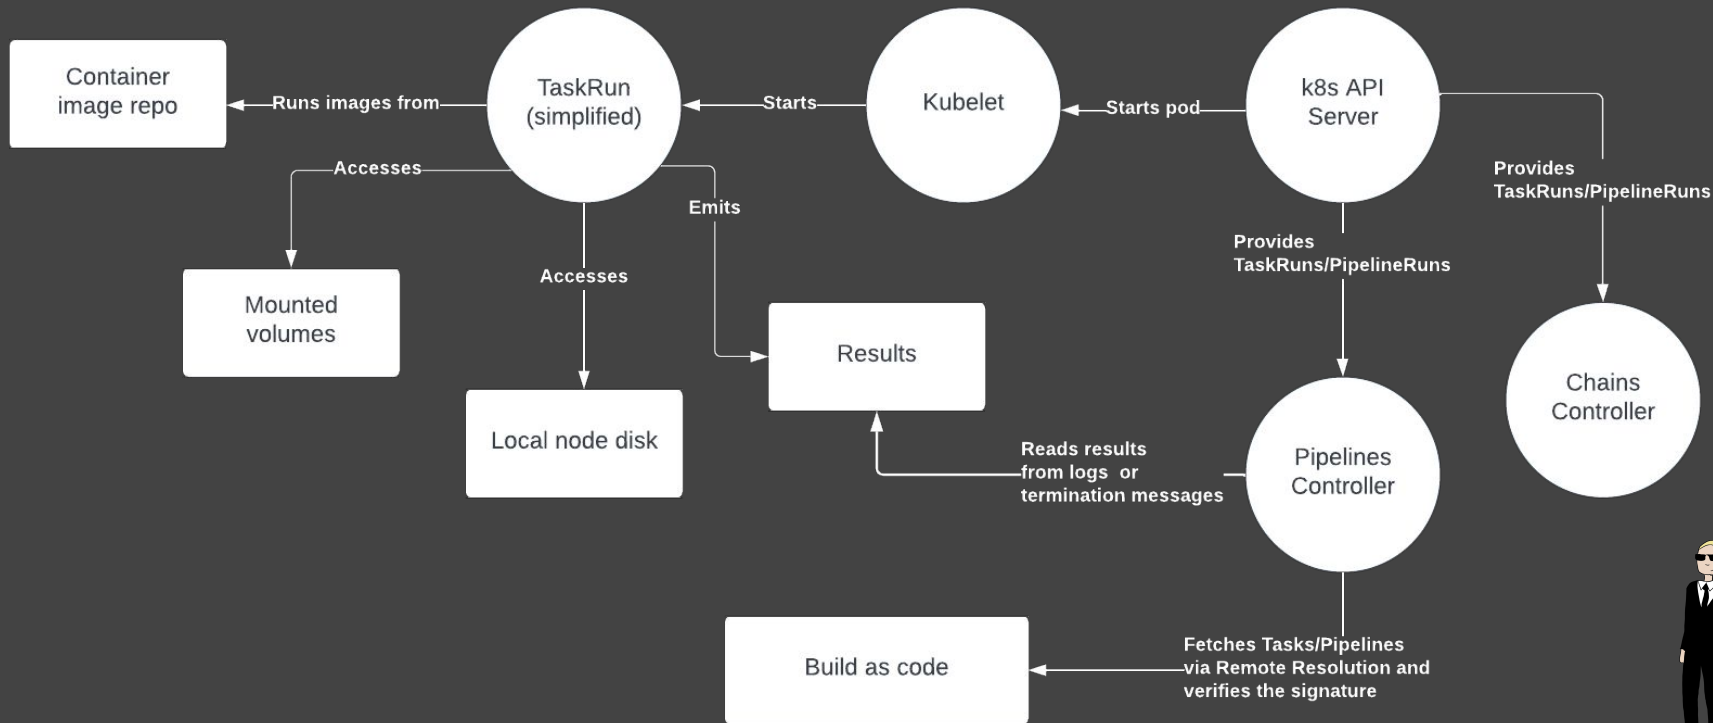 Container
image repo
Runs images from
TaskRun
(simplified)
Starts
Kubelet
Starts pod
k8s API
Server
Provides
TaskRuns/PipelineRuns
Accesses
Emits
Provides
TaskRuns/PipelineRuns
Accesses
Mounted
volumes
Results
Local node disk
Chains
Controller
Reads results
from logs or
termination messages
Pipelines
Controller
Build as code
Fetches Tasks/Pipelines
via Remote Resolution and
verifies the signature